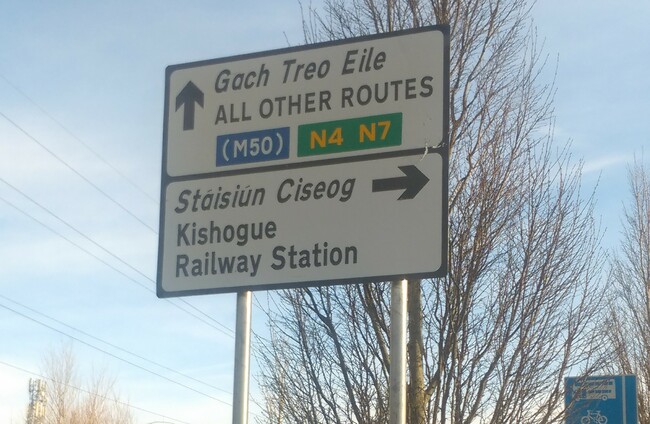 Gach Treo Eile
ALL OTHER ROUTES
(M50) N4 N7
Stáisiún Ciseog
Kishogue
Railway Station